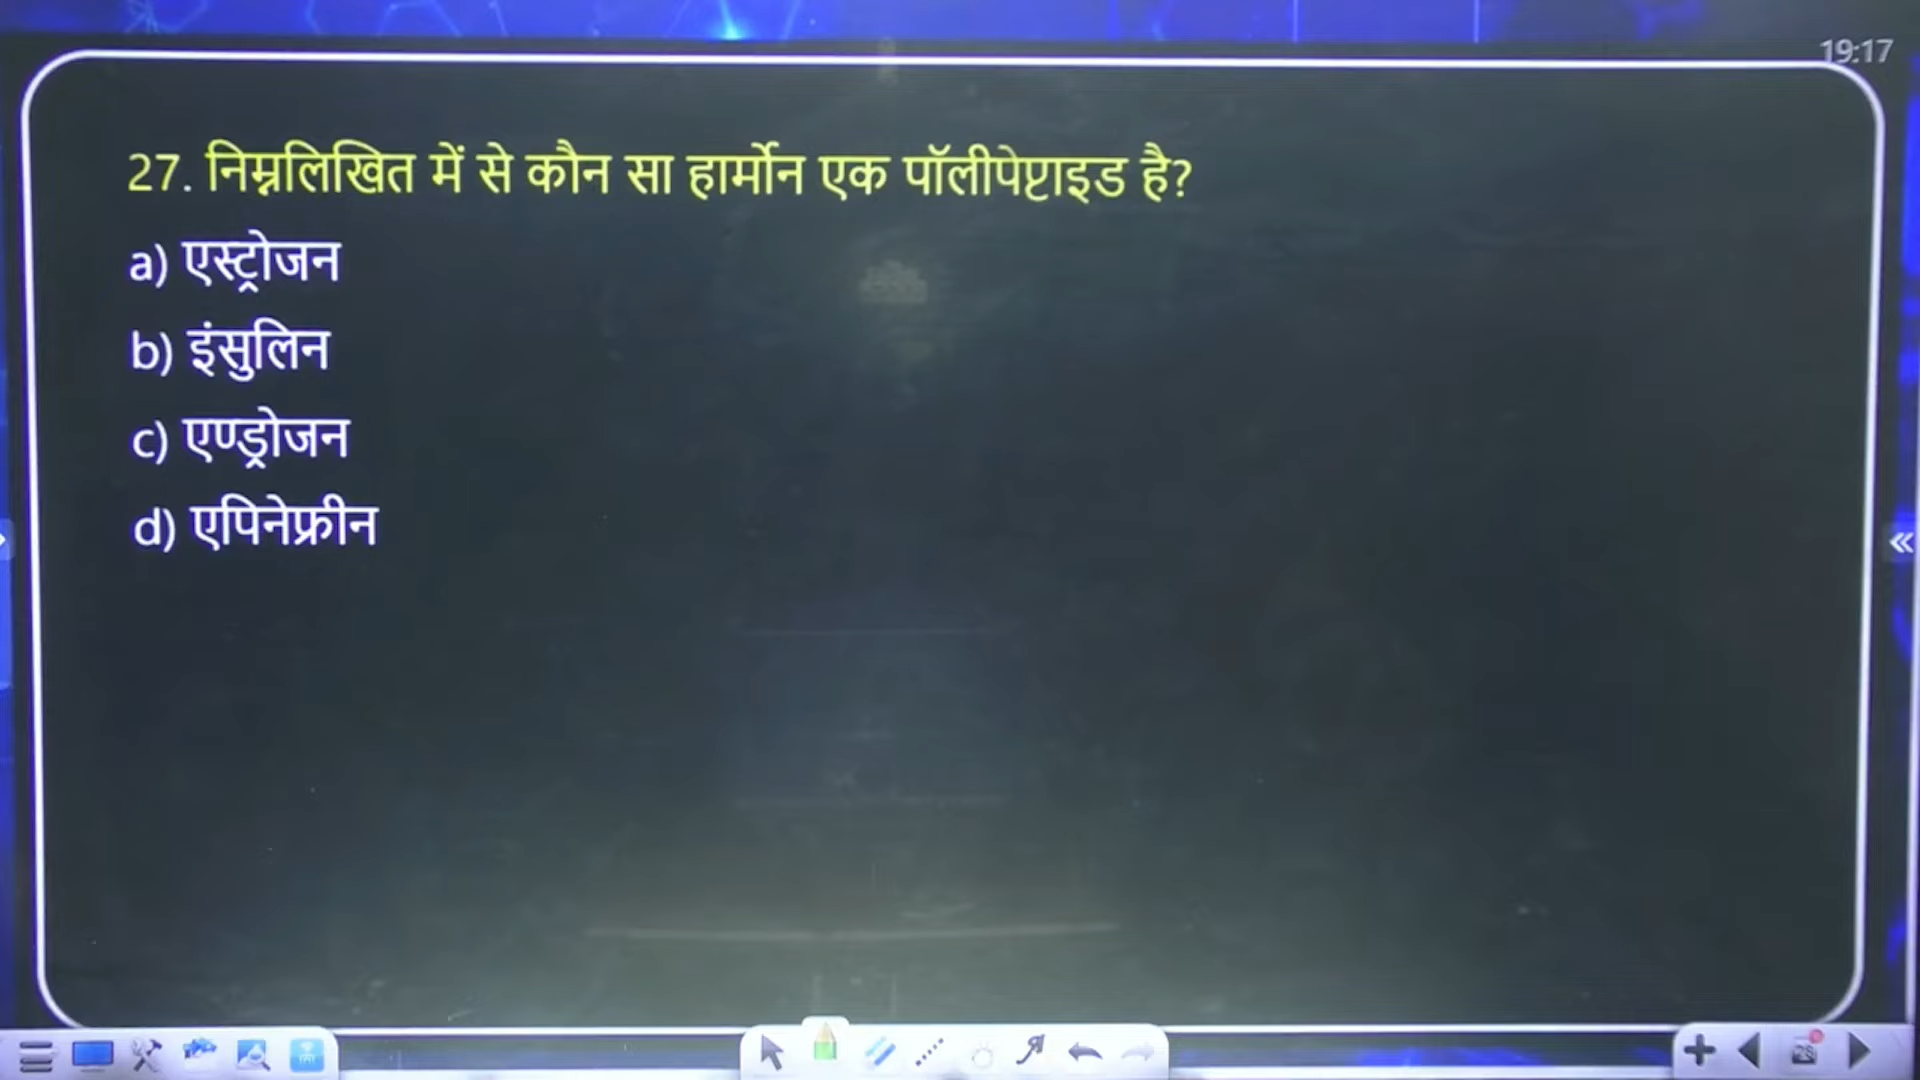 19:17
27. निम्नलिखित में से कौन सा हार्मोन एक पॉलीपेप्टाइड है?
a) एस्ट्रोजन
b) इंसुलिन
c) एण्ड्रोजन
d) एपिनेफ्रीन